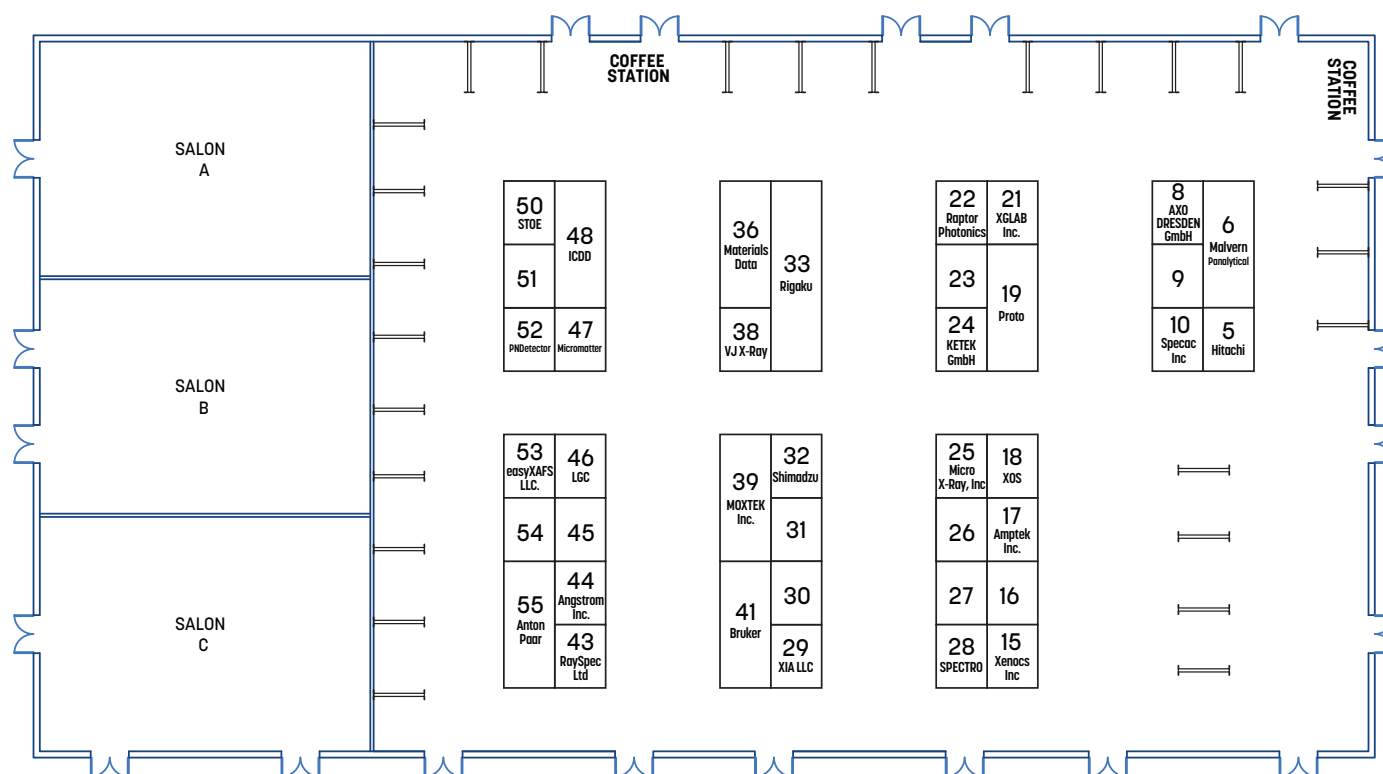 COFFEE
STATION
COFFEE
STATION
SALON
A
SALON
B
SALON
C
50
STOE
48
ICDD
51
52
PNDetector
47
Micromatter
36
Materials
Data
33
Rigaku
38
VJ X-Ray
22
Raptor
Photonics
21
XGLAB
Inc.
23
19
Proto
24
KETEK
GmbH
8
AXO
DRESDEN
GmbH
6
Malvern
Panalytical
9
10
Specac
Inc
5
Hitachi
53
easyXAFS
LLC.
46
LGC
54
45
55
Anton
Paar
44
Angstrom
Inc.
43
RaySpec
Ltd
39
MOXTEK
Inc.
32
Shimadzu
31
41
Bruker
30
29
XIA LLC
25
Micro
X-Ray, Inc
18
XOS
26
17
Amptek
Inc.
27
16
28
SPECTRO
15
Xenocs
Inc